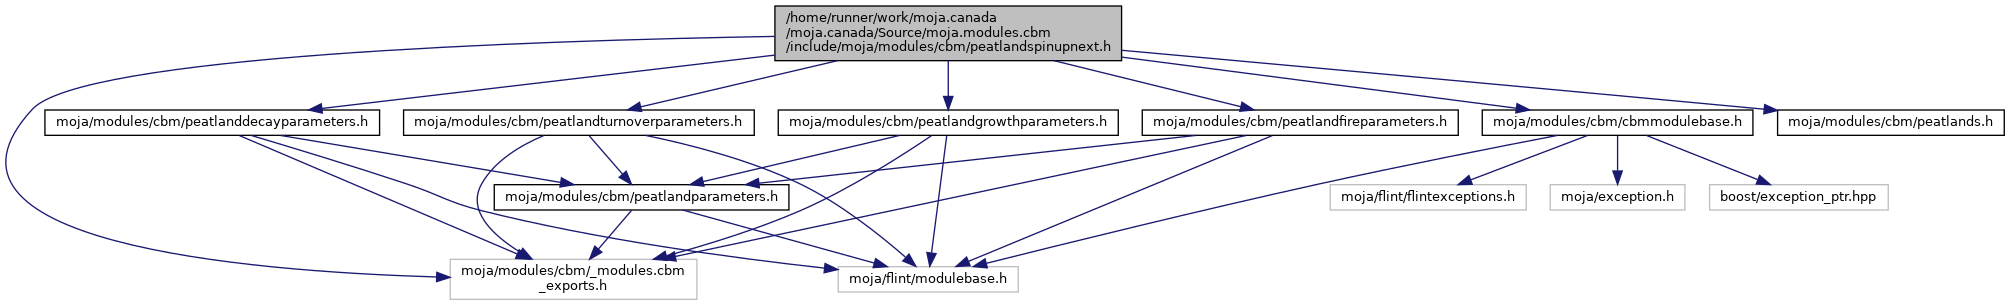 /home/runner/work/moja.canada
/moja.canada/Source/moja.modules.cbm
/include/moja/modules/cbm/peatlandspinupnext.h
moja/modules/cbm/peatlanddecayparameters.h
moja/modules/cbm/peatlandturnoverparameters.h
moja/modules/cbm/peatlandgrowthparameters.h
moja/modules/cbm/peatlandfireparameters.h
moja/modules/cbm/cbmmodulebase.h
moja/modules/cbm/peatlands.h
moja/modules/cbm/peatlandparameters.h
moja/flint/flintexceptions.h
moja/exception.h
boost/exception_ptr.hpp
moja/modules/cbm/_modules.cbm
_exports.h
moja/flint/modulebase.h